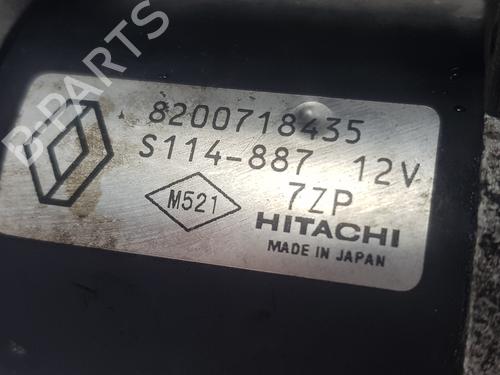 B-PARTS
8200718435
S114-887 12V
M521
7ZP
HITACHI
MADE IN JAPAN